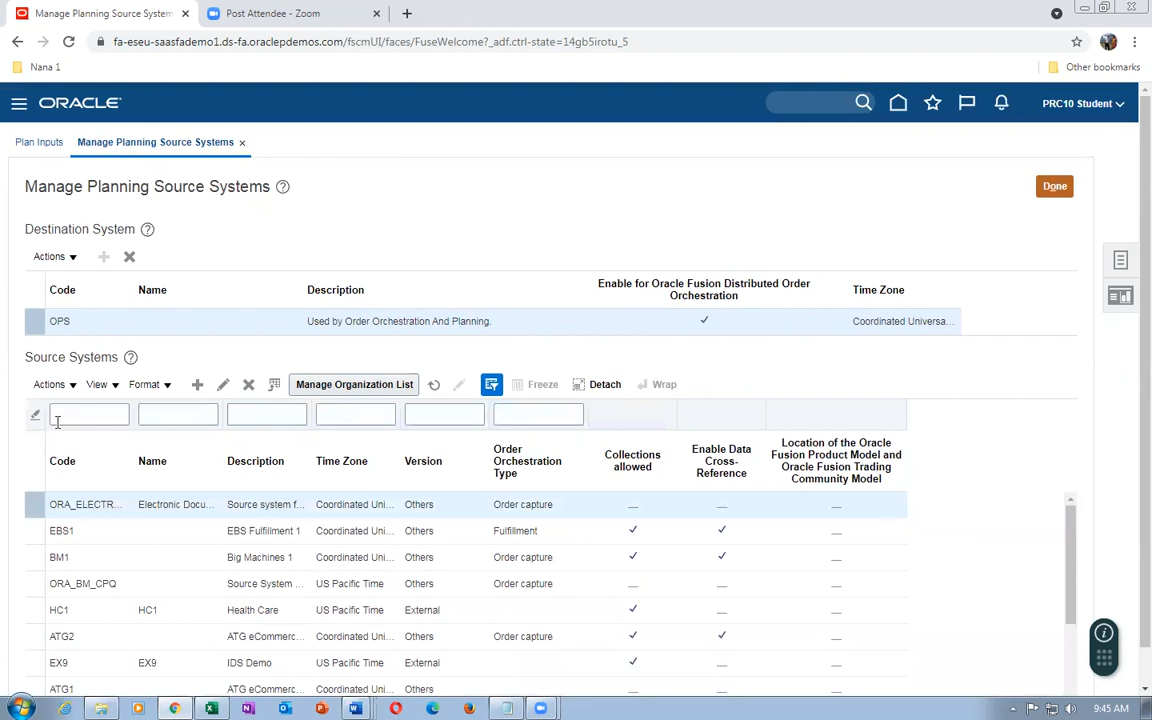 Manage Planning Source System
Post Attendee - Zoom
fa-eseu-saasfademo1.ds-fa.oraclepdemos.com/fscmUI/faces/FuseWelcome?_adf.ctrl-state=14gb5irotu_5
Nana 1
Other bookmarks
ORACLE
PRC10 Student
Plan Inputs
Manage Planning Source Systems
Manage Planning Source Systems
Done
Destination System
Actions
Code Name Description Enable for Oracle Fusion Distributed Order Orchestration Time Zone
OPS Used by Order Orchestration And Planning. Coordinated Universa...
Source Systems
Actions View Format Manage Organization List Freeze Detach Wrap
Code Name Description Time Zone Version Order Orchestration Type Collections allowed Enable Data Cross-Reference Location of the Oracle Fusion Product Model and Oracle Fusion Trading Community Model
ORA_ELECTR... Electronic Docu... Source system f... Coordinated Uni... Others Order capture
EBS1 EBS Fulfillment 1 Coordinated Uni... Others Fulfillment
BM1 Big Machines 1 Coordinated Uni... Others Order capture
ORA_BM_CPQ Source System ... US Pacific Time Others Order capture
HC1 HC1 Health Care US Pacific Time External
ATG2 ATG eCommerc... Coordinated Uni... Others Order capture
EX9 EX9 IDS Demo US Pacific Time External
ATG1 ATG eCommerc... Coordinated Uni... Others
9:45 AM